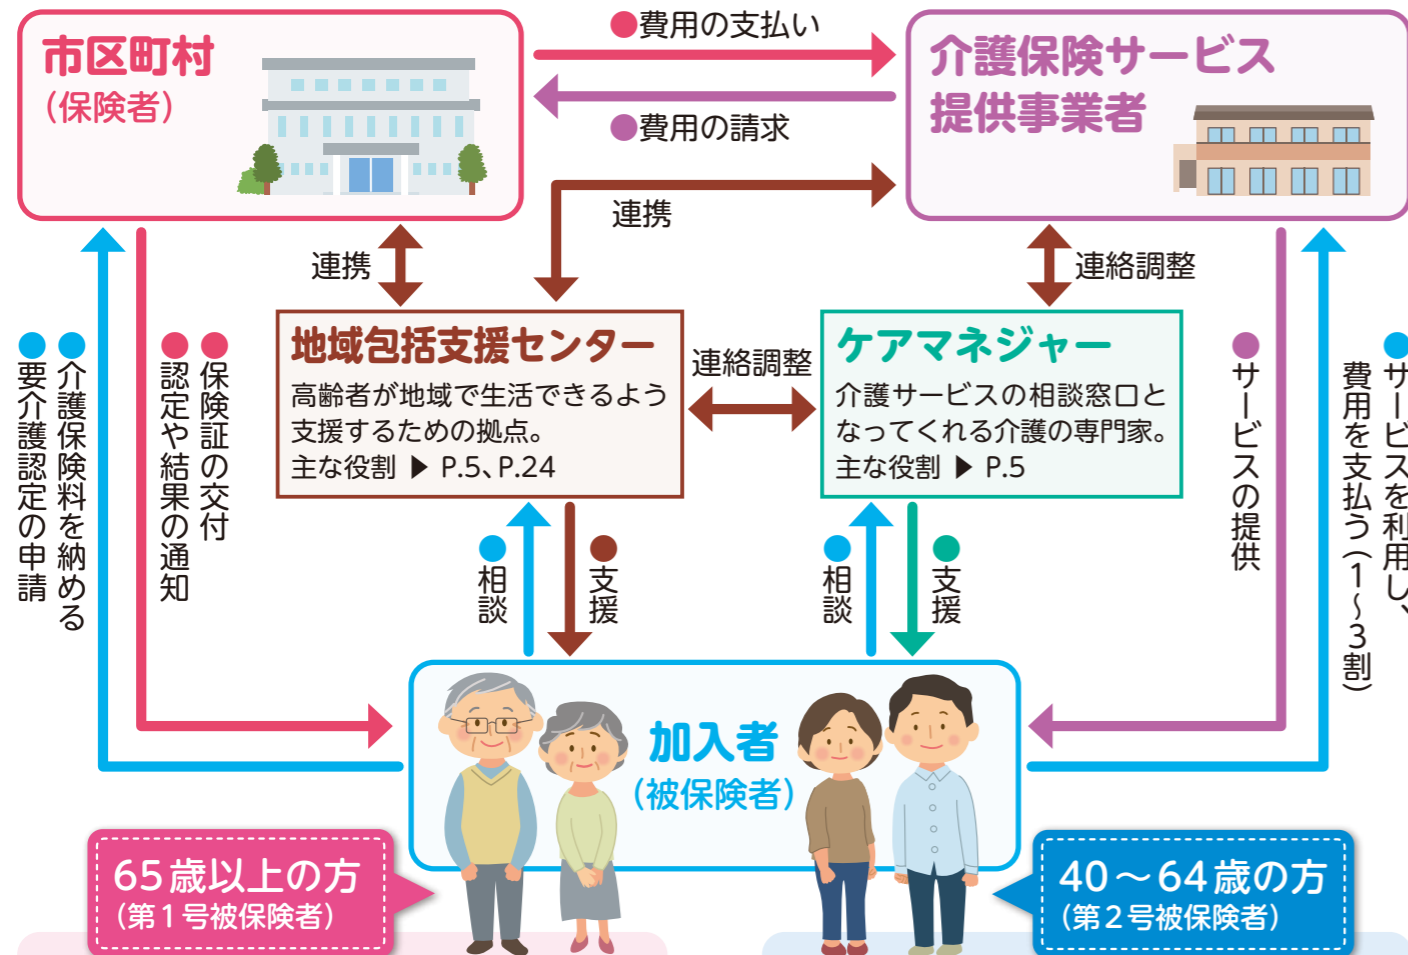 市区町村
（保険者）
●費用の支払い
●費用の請求
介護保険サービス
提供事業者
連携
連携
連絡調整
地域包括支援センター
高齢者が地域で生活できるよう
支援するための拠点。
主な役割 ▶ P.5、P.24
連絡調整
ケアマネジャー
介護サービスの相談窓口と
なってくれる介護の専門家。
主な役割 ▶ P.5
●介護保険料を納める
●要介護認定の申請
●保険証の交付
●認定や結果の通知
●相談
●支援
●相談
●支援
●サービスの提供
●サービスを利用し、
費用を支払う（1～3割）
加入者
（被保険者）
65歳以上の方
（第1号被保険者）
40～64歳の方
（第2号被保険者）